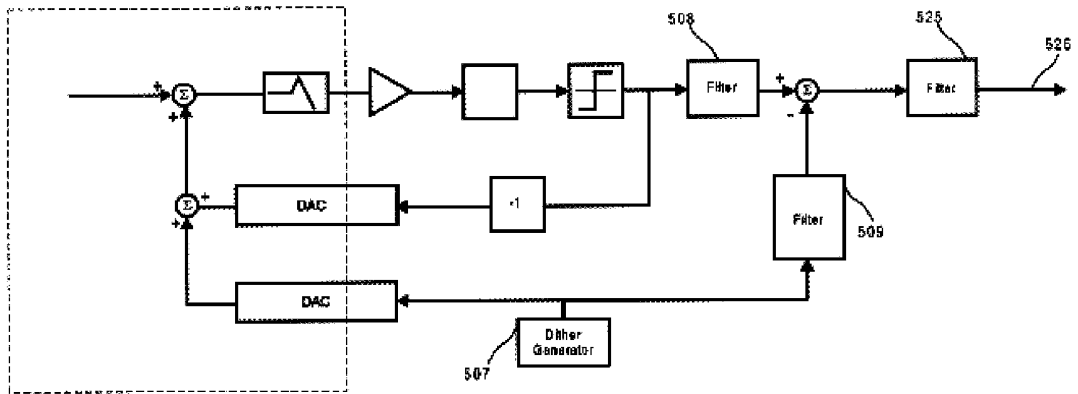 508
525
526
+
Σ
+
Filter
+
Σ
-
Filter
+
Σ
+
DAC
-1
Filter
509
DAC
Dither
Generator
507